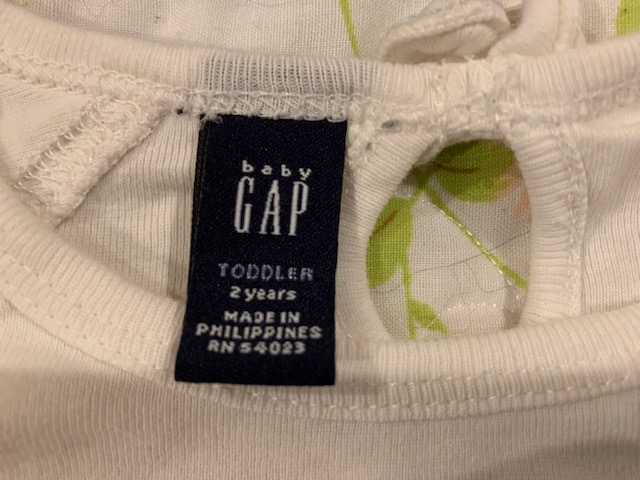 baby
GAP
TODDLER
2 years
MADE IN
PHILIPPINES
RN 54023